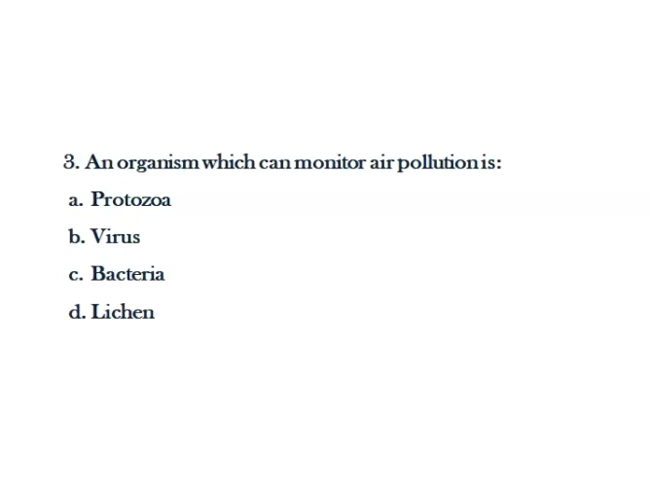 3. An organism which can monitor air pollution is:
a. Protozoa
b. Virus
c. Bacteria
d. Lichen